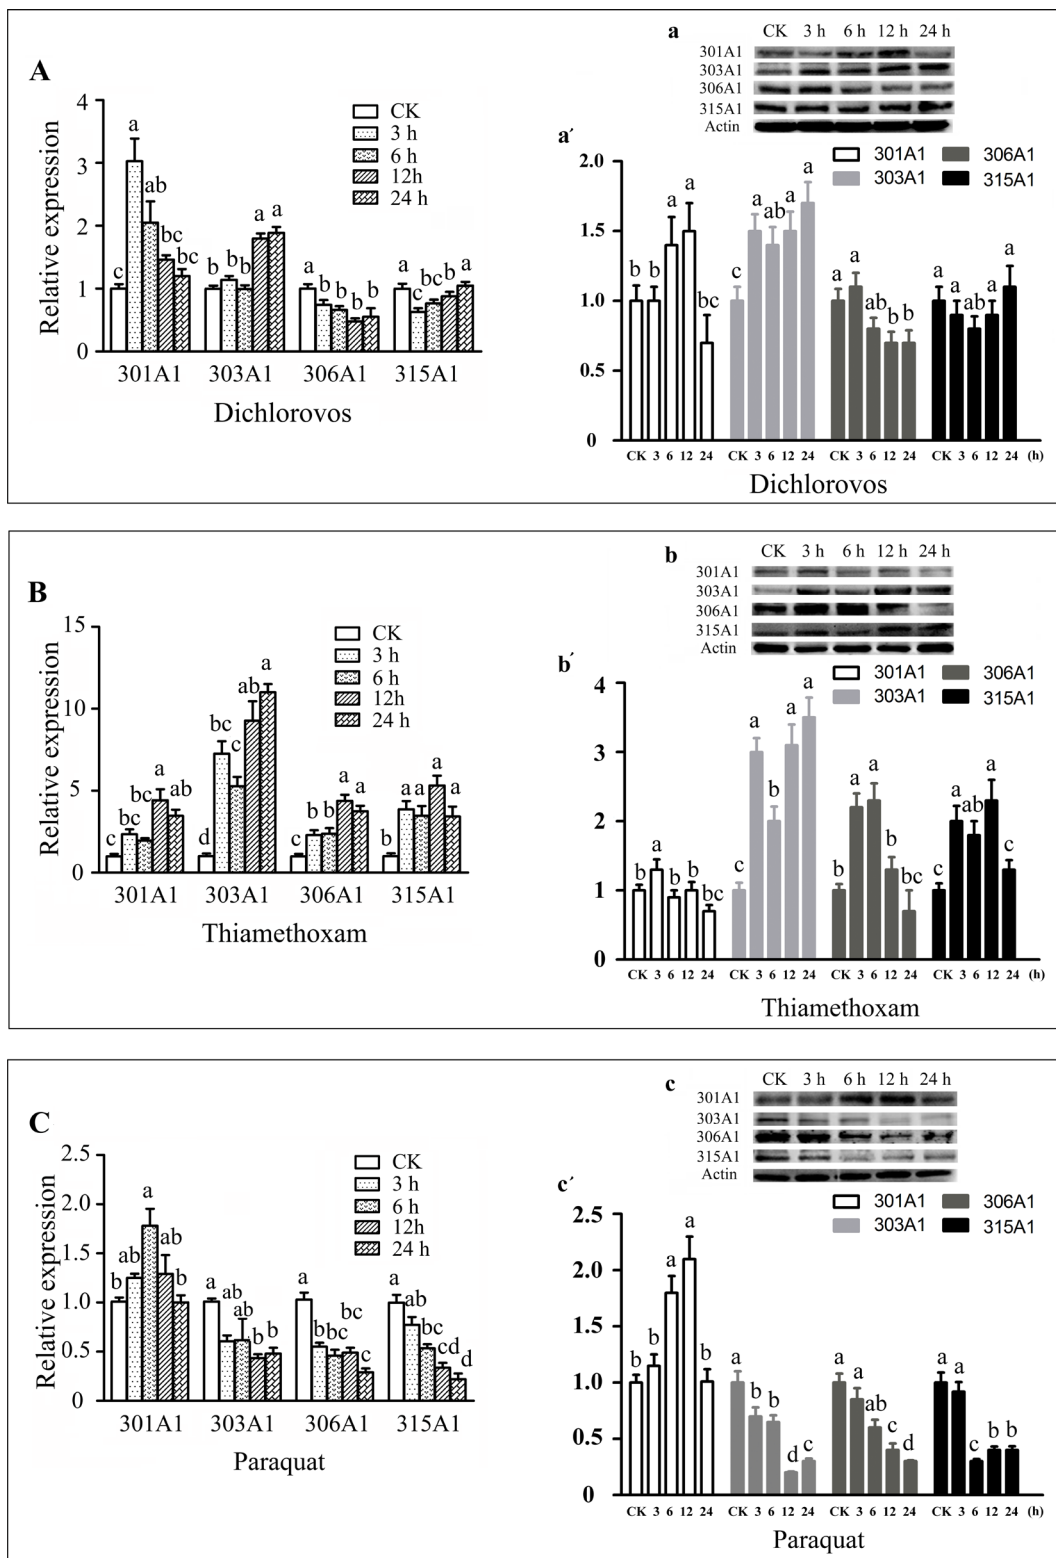 A
Relative expression
4
3
2
1
0
CK
3 h
6 h
12h
24 h
c a ab bc bc
b b b a a
a b b b b
a c bc b a
301A1 303A1 306A1 315A1
Dichlorovos
a
CK 3 h 6 h 12 h 24 h
301A1
303A1
306A1
315A1
Actin
a´
301A1 306A1
303A1 315A1
2.0
1.5
1.0
0.5
0
b b a a bc
c a ab a a
a a ab b b
a a ab a a
CK 3 6 12 24 CK 3 6 12 24 CK 3 6 12 24 CK 3 6 12 24 (h)
Dichlorovos
B
Relative expression
15
10
5
0
CK
3 h
6 h
12h
24 h
c bc bc a ab
d bc c ab a
c b b a a
b a a a a
301A1 303A1 306A1 315A1
Thiamethoxam
b
CK 3 h 6 h 12 h 24 h
301A1
303A1
306A1
315A1
Actin
b´
301A1 306A1
303A1 315A1
4
3
2
1
0
b a b b bc
c a b a a
b a a b bc
c a ab a c
CK 3 6 12 24 CK 3 6 12 24 CK 3 6 12 24 CK 3 6 12 24 (h)
Thiamethoxam
C
Relative expression
2.5
2.0
1.5
1.0
0.5
0
CK
3 h
6 h
12h
24 h
b ab a ab b
a ab ab b b
a b bc bc c
a ab bc cd d
301A1 303A1 306A1 315A1
Paraquat
c
CK 3 h 6 h 12 h 24 h
301A1
303A1
306A1
315A1
Actin
c´
301A1 306A1
303A1 315A1
2.5
2.0
1.5
1.0
0.5
0
b b a a b
a b b d c
a a ab c d
a a c b b
CK 3 6 12 24 CK 3 6 12 24 CK 3 6 12 24 CK 3 6 12 24 (h)
Paraquat